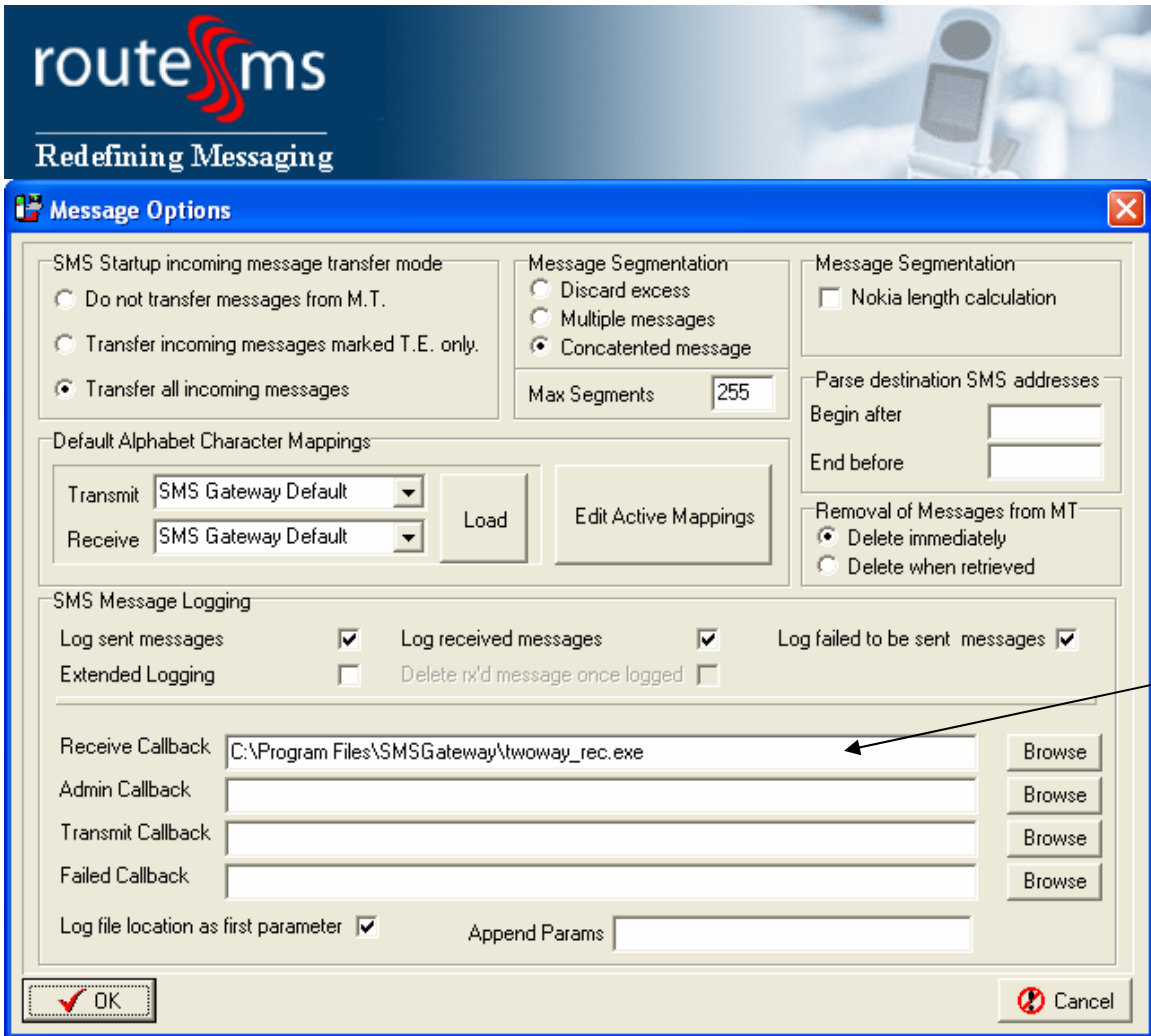 routeSms
Redefining Messaging
Message Options
SMS Startup incoming message transfer mode
Do not transfer messages from M.T.
Transfer incoming messages marked T.E. only.
Transfer all incoming messages
Message Segmentation
Discard excess
Multiple messages
Concatented message
Max Segments 255
Message Segmentation
Nokia length calculation
Parse destination SMS addresses
Begin after
End before
Default Alphabet Character Mappings
Transmit SMS Gateway Default
Receive SMS Gateway Default
Load
Edit Active Mappings
Removal of Messages from MT
Delete immediately
Delete when retrieved
SMS Message Logging
Log sent messages Log received messages Log failed to be sent messages
Extended Logging Delete rx'd message once logged
Receive Callback C:\Program Files\SMSGateway\twoway_rec.exe Browse
Admin Callback Browse
Transmit Callback Browse
Failed Callback Browse
Log file location as first parameter Append Params
OK Cancel